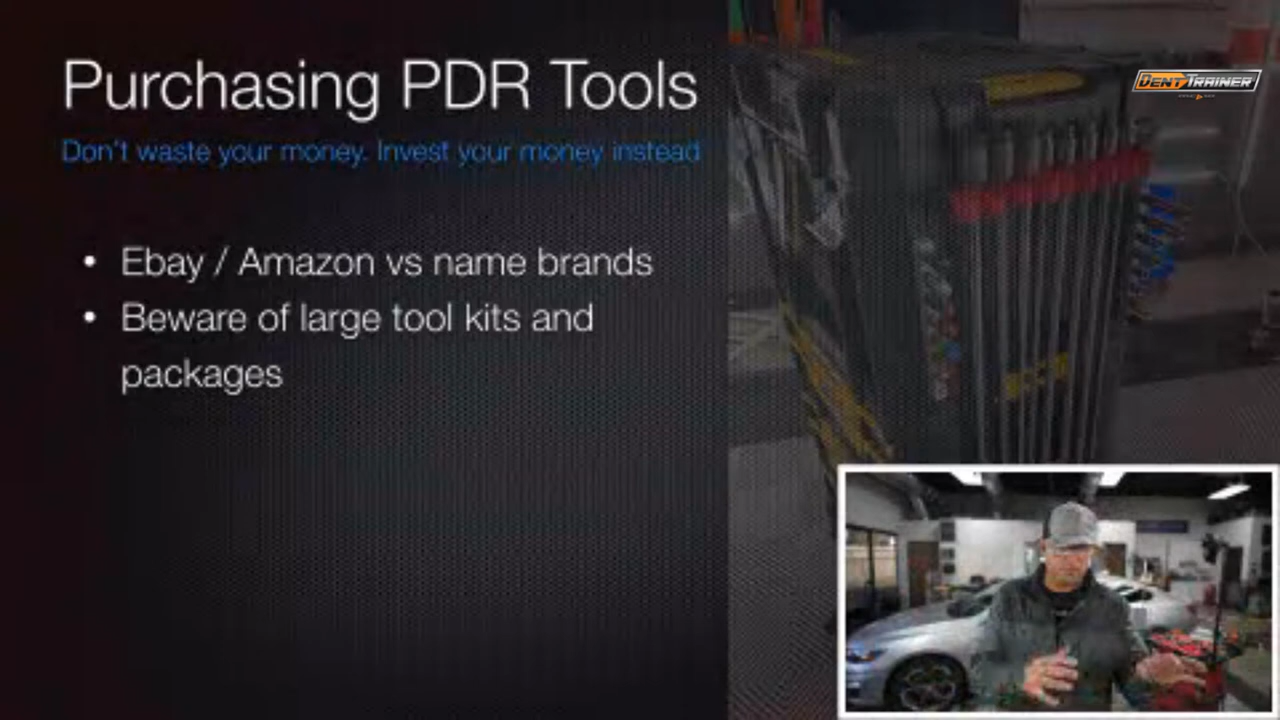 Purchasing PDR Tools
DENT TRAINER
Don't waste your money. Invest your money instead
• Ebay / Amazon vs name brands
• Beware of large tool kits and
packages